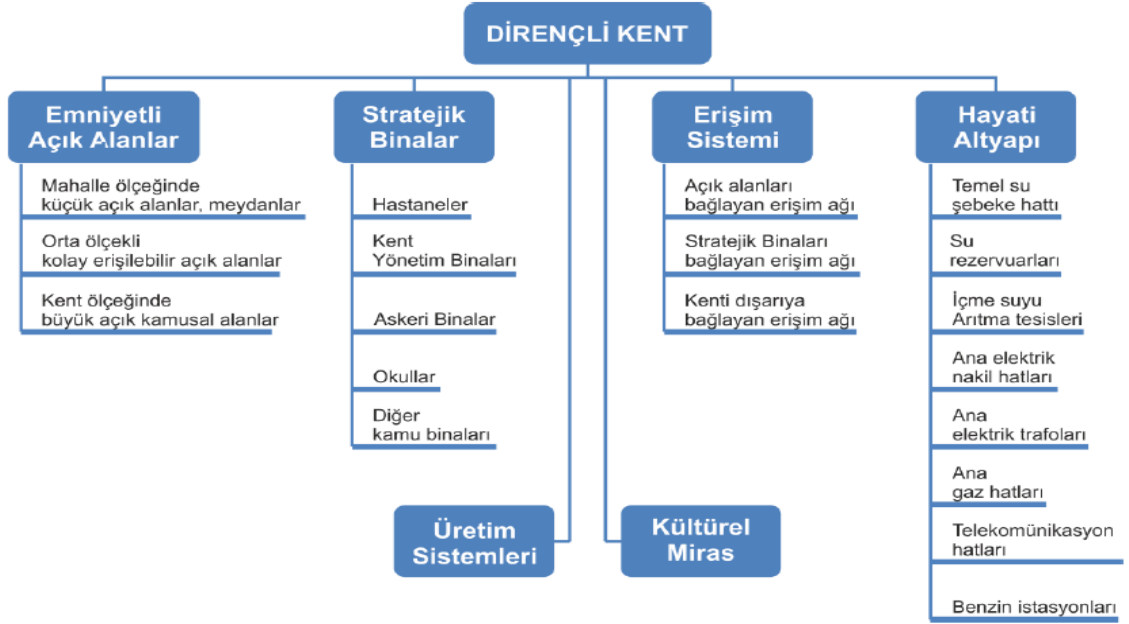 DİRENÇLİ KENT
Emniyetli
Açık Alanlar
Mahalle ölçeğinde
küçük açık alanlar, meydanlar
Orta ölçekli
kolay erişilebilir açık alanlar
Kent ölçeğinde
büyük açık kamusal alanlar
Stratejik
Binalar
Hastaneler
Kent
Yönetim Binaları
Askeri Binalar
Okullar
Diğer
kamu binaları
Üretim
Sistemleri
Kültürel
Miras
Erişim
Sistemi
Açık alanları
bağlayan erişim ağı
Stratejik Binaları
bağlayan erişim ağı
Kenti dışarıya
bağlayan erişim ağı
Hayati
Altyapı
Temel su
şebeke hattı
Su
rezervuarları
İçme suyu
Arıtma tesisleri
Ana elektrik
nakil hatları
Ana
elektrik trafoları
Ana
gaz hatları
Telekomünikasyon
hatları
Benzin istasyonları